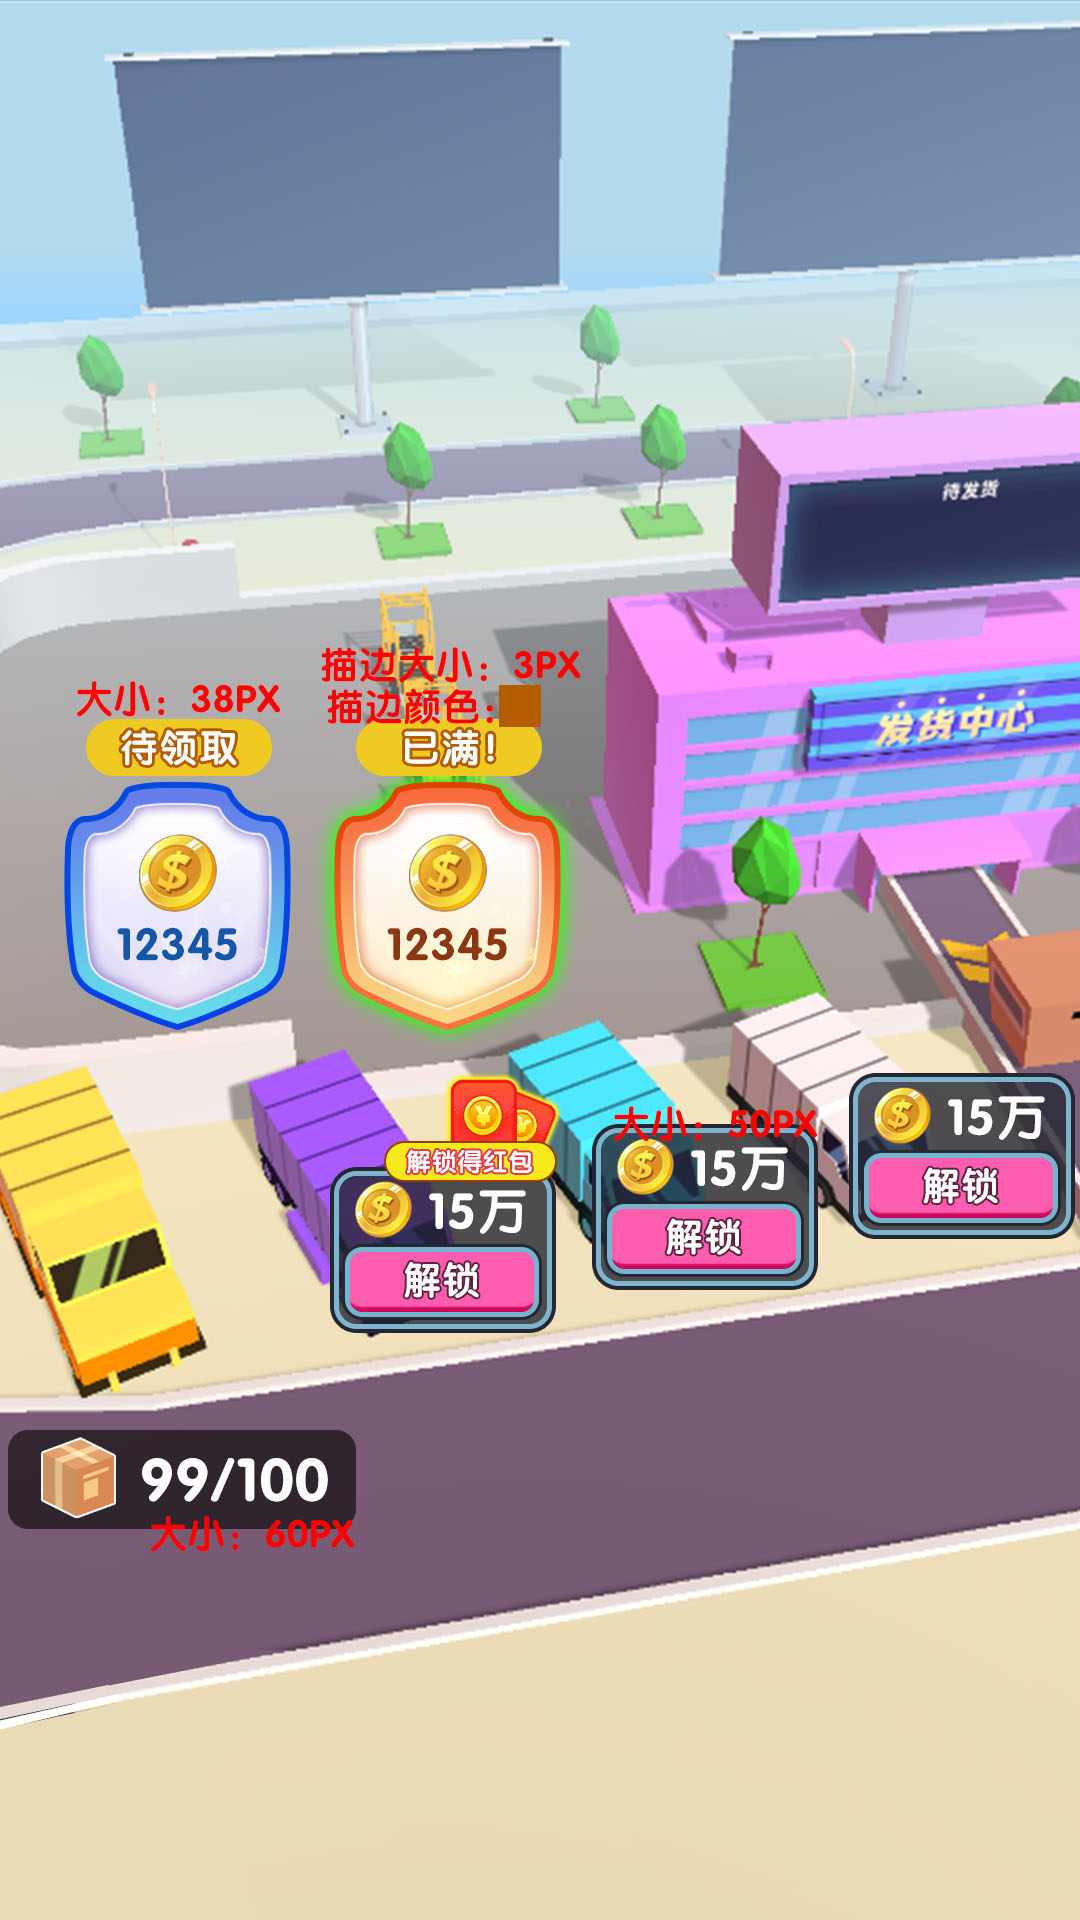 待发货
发货中心
描边大小：3PX
大小：38PX
描边颜色：
待领取
已满！
12345
12345
15万
大小：50PX
解锁得红包
15万
解锁
15万
解锁
解锁
99/100
大小：60PX